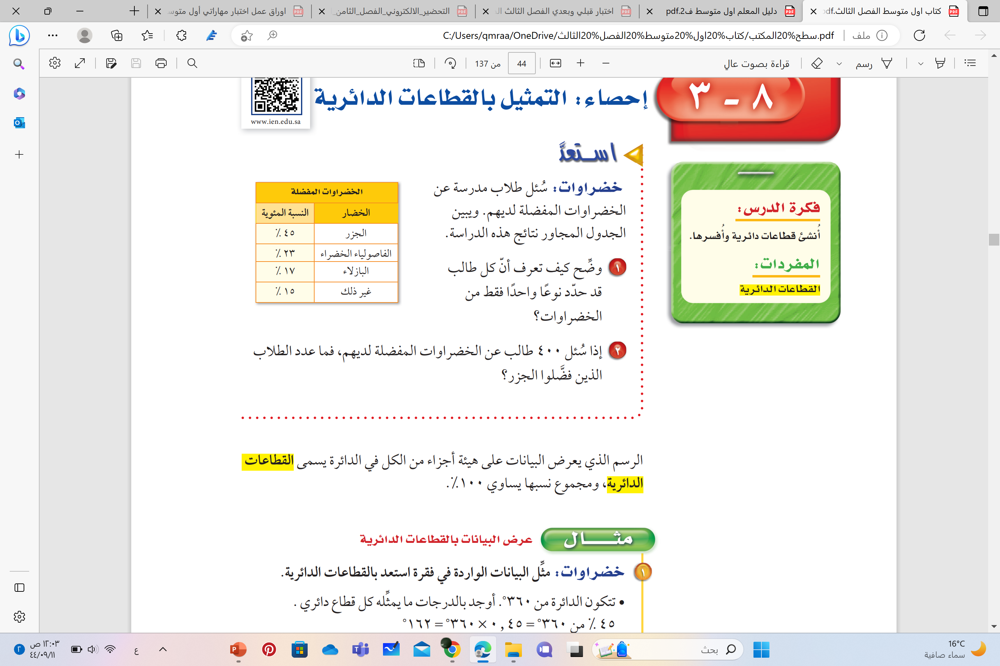 كتاب اول متوسط الفصل الثالث.pdf
دليل المعلم اول متوسط ف2.pdf
اختبار قبلي وبعدي الفصل الثالث
التحضير_الالكتروني_الفصل_الثامن_
اوراق عمل اختبار مهاراتي أول متوس
ملف
C:/Users/qmraa/OneDrive/سطح%20المكتب/كتاب%20اول%20متوسط%20الفصل%20الثالث.pdf
قراءة بصوت عالٍ
رسم
44
من 137
٨ - ٣
إحصاء: التمثيل بالقطاعات الدائرية
www.ien.edu.sa
فكرة الدرس:
أُنشئ قطاعات دائرية وأُفسرها.
المفردات:
القطاعات الدائرية
استعدَّ
خضراوات: سُئل طلاب مدرسة عن
الخضراوات المفضلة لديهم. ويبين
الجدول المجاور نتائج هذه الدراسة.
الخضراوات المفضلة
الخضار النسبة المئوية
الجزر ٤٥ ٪
الفاصولياء الخضراء ٢٣ ٪
البازلاء ١٧ ٪
غير ذلك ١٥ ٪
١ وضِّح كيف تعرف أنّ كل طالب
قد حدّد نوعًا واحدًا فقط من
الخضراوات؟
٢ إذا سُئل ٤٠٠ طالب عن الخضراوات المفضلة لديهم، فما عدد الطلاب
الذين فضَّلوا الجزر؟
الرسم الذي يعرض البيانات على هيئة أجزاء من الكل في الدائرة يسمى القطاعات
الدائرية، ومجموع نسبها يساوي ١٠٠٪.
مثـــال عرض البيانات بالقطاعات الدائرية
١ خضراوات: مثِّل البيانات الواردة في فقرة استعد بالقطاعات الدائرية.
• تتكون الدائرة من ٣٦٠°. أوجد بالدرجات ما يمثِّله كل قطاع دائري .
٤٥ ٪ من ٣٦٠° = ٠,٤٥ × ٣٦٠° = ١٦٢°
16°C
سماء صافية
بحث
ع
١٢:٠٣ ص
٤٤/٠٩/١١
٢